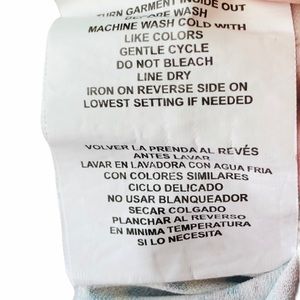 TURN GARMENT INSIDE OUT
BEFORE WASH
MACHINE WASH COLD WITH
LIKE COLORS
GENTLE CYCLE
DO NOT BLEACH
LINE DRY
IRON ON REVERSE SIDE ON
LOWEST SETTING IF NEEDED
VOLVER LA PRENDA AL REVÉS
ANTES LAVAR
LAVAR EN LAVADORA CON AGUA FRIA
CON COLORES SIMILARES
CICLO DELICADO
NO USAR BLANQUEADOR
SECAR COLGADO
PLANCHAR AL REVERSO
EN MINIMA TEMPERATURA
SI LO NECESITA